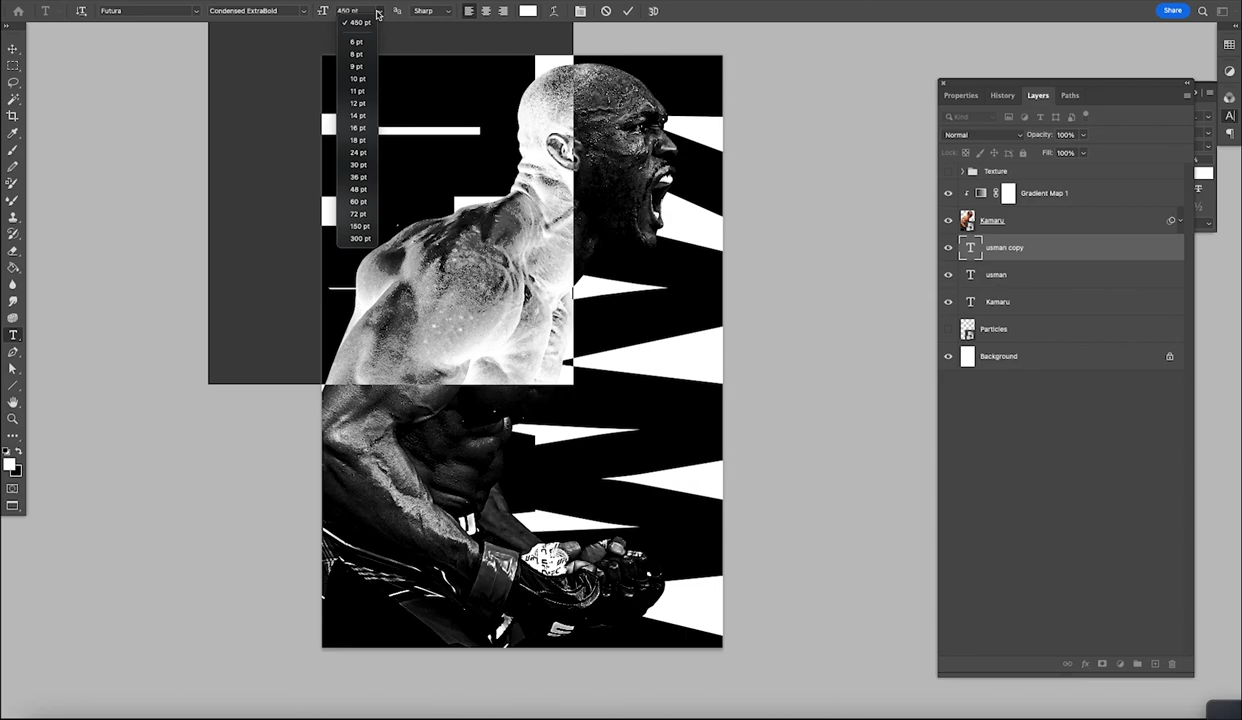 Futura
Condensed ExtraBold
450 pt
Sharp
3D
Share
✓ 450 pt
6 pt
8 pt
9 pt
10 pt
11 pt
12 pt
14 pt
16 pt
18 pt
24 pt
30 pt
36 pt
48 pt
60 pt
72 pt
150 pt
300 pt
Properties
History
Layers
Paths
Kind
Normal
Opacity: 100%
Lock:
Fill: 100%
Texture
Gradient Map 1
Kamaru
usman copy
usman
Kamaru
Particles
Background